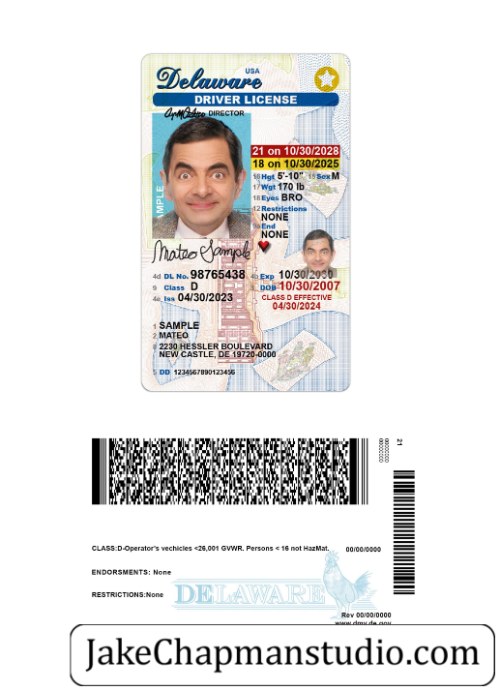 Delaware USA
DRIVER LICENSE
DIRECTOR
21 on 10/30/2028
18 on 10/30/2025
16 Hgt 5'-10" 15 Sex M
17 Wgt 170 lb
18 Eyes BRO
12 Restrictions
NONE
9a End
NONE
MPLE
Mateo Sample
4d DL No. 98765438 4b Exp 10/30/2030
9 Class D 3 DOB 10/30/2007
4a Iss 04/30/2023 CLASS D EFFECTIVE
04/30/2024
1 SAMPLE
2 MATEO
8 2230 HESSLER BOULEVARD
NEW CASTLE, DE 19720-0000
5 DD 1234567890123456
21
00/00/0000
00000000
CLASS:D-Operator's vechicles <26,001 GVWR. Persons < 16 not HazMat. 00/00/0000
ENDORSMENTS: None
RESTRICTIONS:None
DELAWARE
Rev 00/00/0000
www.dmv.de.gov
JakeChapmanstudio.com